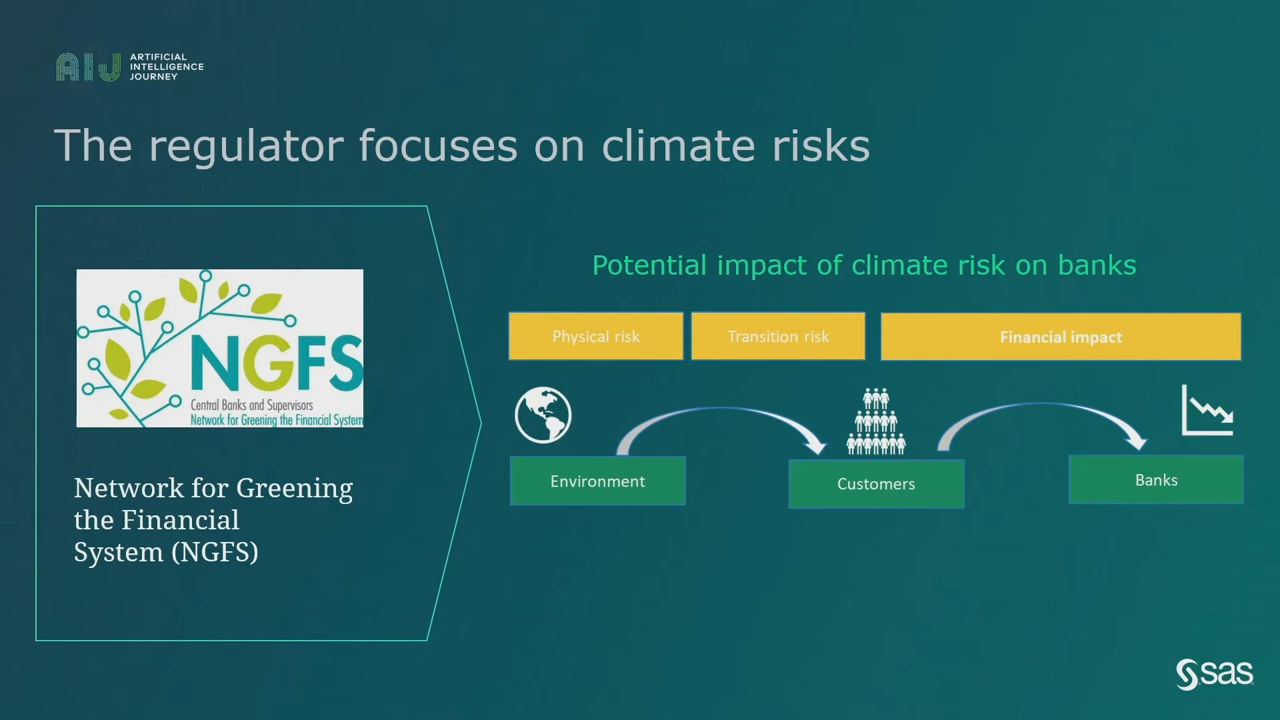 AIJ
ARTIFICIAL
INTELLIGENCE
JOURNEY
The regulator focuses on climate risks
NGFS
Central Banks and Supervisors
Network for Greening the Financial System
Network for Greening
the Financial
System (NGFS)
Potential impact of climate risk on banks
Physical risk
Transition risk
Financial impact
Environment
Customers
Banks
sas